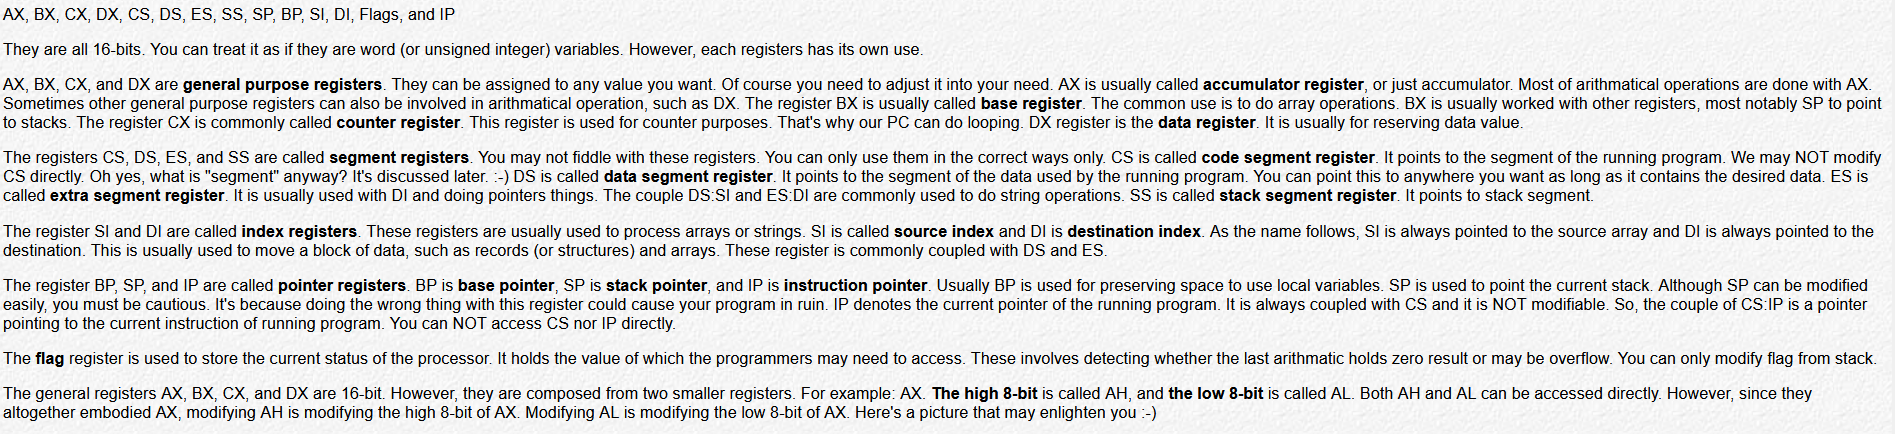 AX, BX, CX, DX, CS, DS, ES, SS, SP, BP, SI, DI, Flags, and IP
They are all 16-bits. You can treat it as if they are word (or unsigned integer) variables. However, each registers has its own use.
AX, BX, CX, and DX are general purpose registers. They can be assigned to any value you want. Of course you need to adjust it into your need. AX is usually called accumulator register, or just accumulator. Most of arithmatical operations are done with AX.
Sometimes other general purpose registers can also be involved in arithmatical operation, such as DX. The register BX is usually called base register. The common use is to do array operations. BX is usually worked with other registers, most notably SP to point
to stacks. The register CX is commonly called counter register. This register is used for counter purposes. That's why our PC can do looping. DX register is the data register. It is usually for reserving data value.
The registers CS, DS, ES, and SS are called segment registers. You may not fiddle with these registers. You can only use them in the correct ways only. CS is called code segment register. It points to the segment of the running program. We may NOT modify
CS directly. Oh yes, what is "segment" anyway? It's discussed later. :-) DS is called data segment register. It points to the segment of the data used by the running program. You can point this to anywhere you want as long as it contains the desired data. ES is
called extra segment register. It is usually used with DI and doing pointers things. The couple DS:SI and ES:DI are commonly used to do string operations. SS is called stack segment register. It points to stack segment.
The register SI and DI are called index registers. These registers are usually used to process arrays or strings. SI is called source index and DI is destination index. As the name follows, SI is always pointed to the source array and DI is always pointed to the
destination. This is usually used to move a block of data, such as records (or structures) and arrays. These register is commonly coupled with DS and ES.
The register BP, SP, and IP are called pointer registers. BP is base pointer, SP is stack pointer, and IP is instruction pointer. Usually BP is used for preserving space to use local variables. SP is used to point the current stack. Although SP can be modified
easily, you must be cautious. It's because doing the wrong thing with this register could cause your program in ruin. IP denotes the current pointer of the running program. It is always coupled with CS and it is NOT modifiable. So, the couple of CS:IP is a pointer
pointing to the current instruction of running program. You can NOT access CS nor IP directly.
The flag register is used to store the current status of the processor. It holds the value of which the programmers may need to access. These involves detecting whether the last arithmatic holds zero result or may be overflow. You can only modify flag from stack.
The general registers AX, BX, CX, and DX are 16-bit. However, they are composed from two smaller registers. For example: AX. The high 8-bit is called AH, and the low 8-bit is called AL. Both AH and AL can be accessed directly. However, since they
altogether embodied AX, modifying AH is modifying the high 8-bit of AX. Modifying AL is modifying the low 8-bit of AX. Here's a picture that may enlighten you :-)